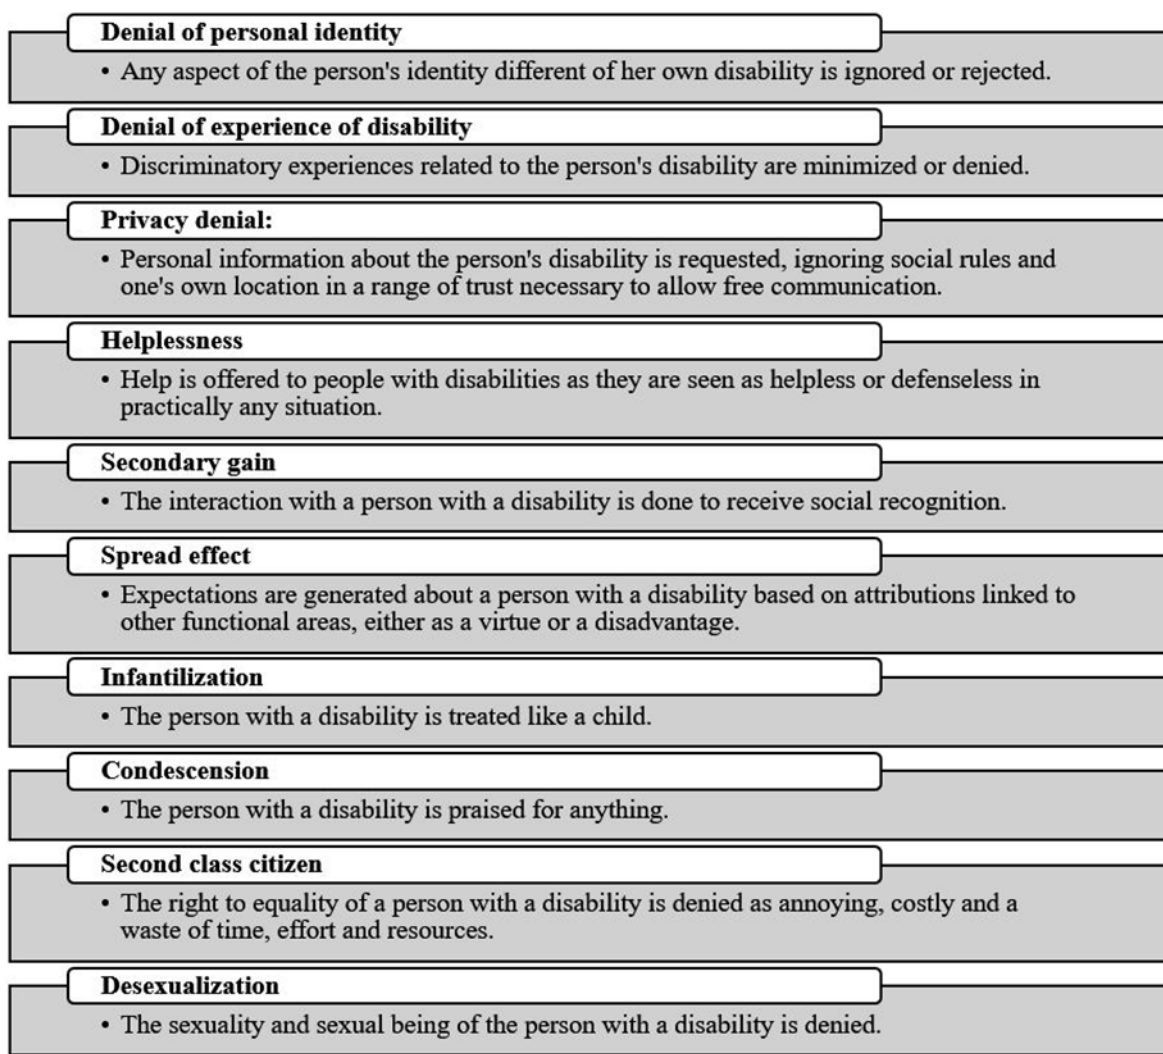 Denial of personal identity
• Any aspect of the person's identity different of her own disability is ignored or rejected.
Denial of experience of disability
• Discriminatory experiences related to the person's disability are minimized or denied.
Privacy denial:
• Personal information about the person's disability is requested, ignoring social rules and
one's own location in a range of trust necessary to allow free communication.
Helplessness
• Help is offered to people with disabilities as they are seen as helpless or defenseless in
practically any situation.
Secondary gain
• The interaction with a person with a disability is done to receive social recognition.
Spread effect
• Expectations are generated about a person with a disability based on attributions linked to
other functional areas, either as a virtue or a disadvantage.
Infantilization
• The person with a disability is treated like a child.
Condescension
• The person with a disability is praised for anything.
Second class citizen
• The right to equality of a person with a disability is denied as annoying, costly and a
waste of time, effort and resources.
Desexualization
• The sexuality and sexual being of the person with a disability is denied.